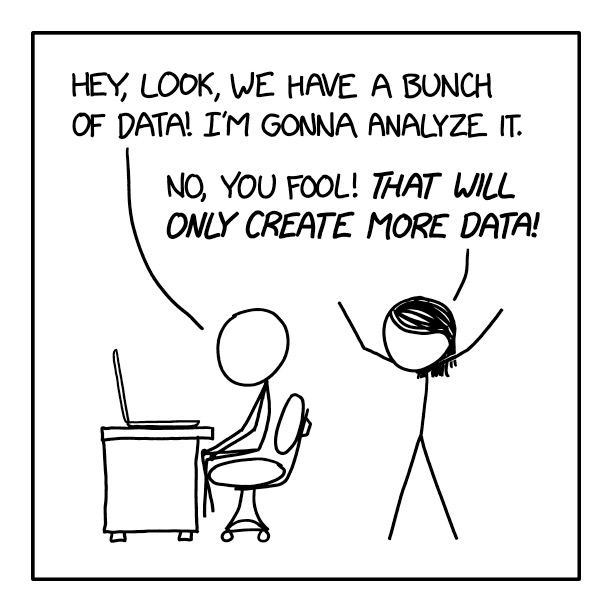 HEY, LOOK, WE HAVE A BUNCH
OF DATA! I'M GONNA ANALYZE IT.
NO, YOU FOOL! THAT WILL
ONLY CREATE MORE DATA!